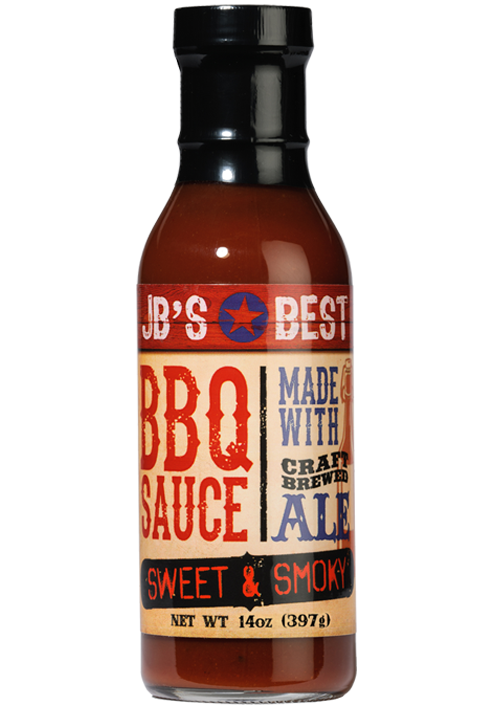 JB'S BEST
BBQ
SAUCE
MADE
WITH
CRAFT
BREWED
ALE
SWEET & SMOKY
NET WT 14oz (397g)